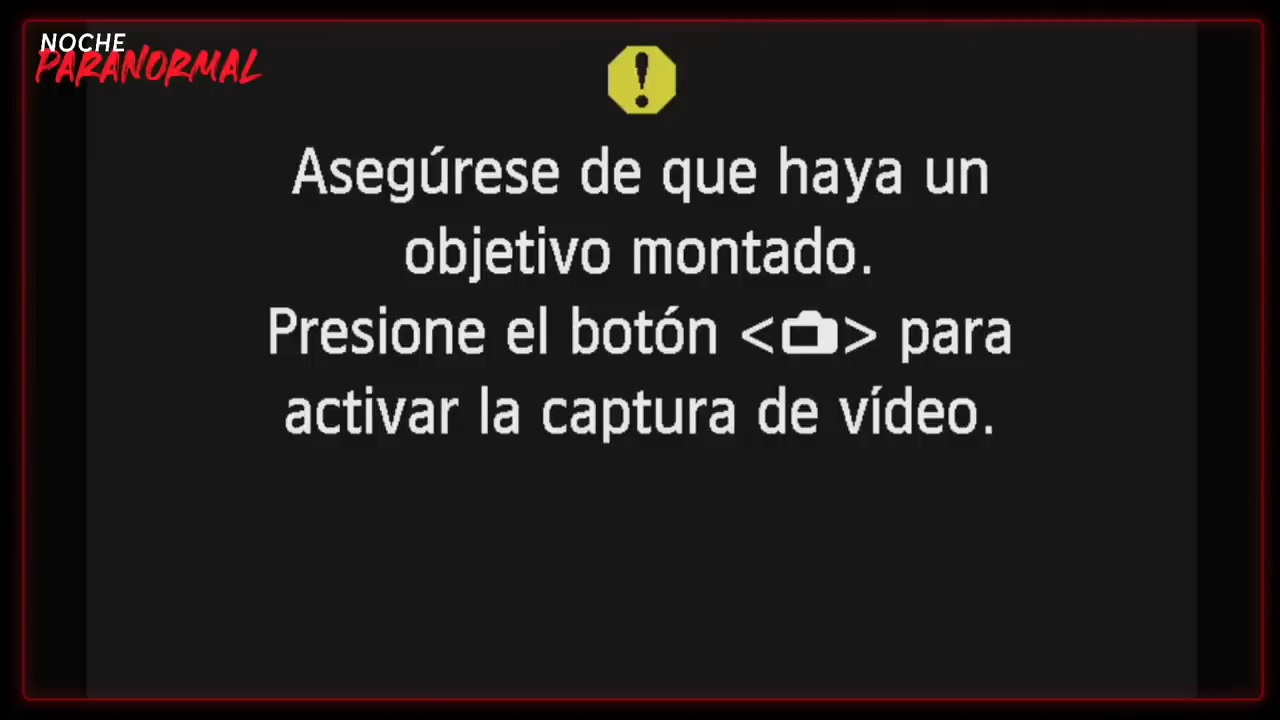 NOCHE
PARANORMAL
!
Asegúrese de que haya un
objetivo montado.
Presione el botón <📷> para
activar la captura de vídeo.